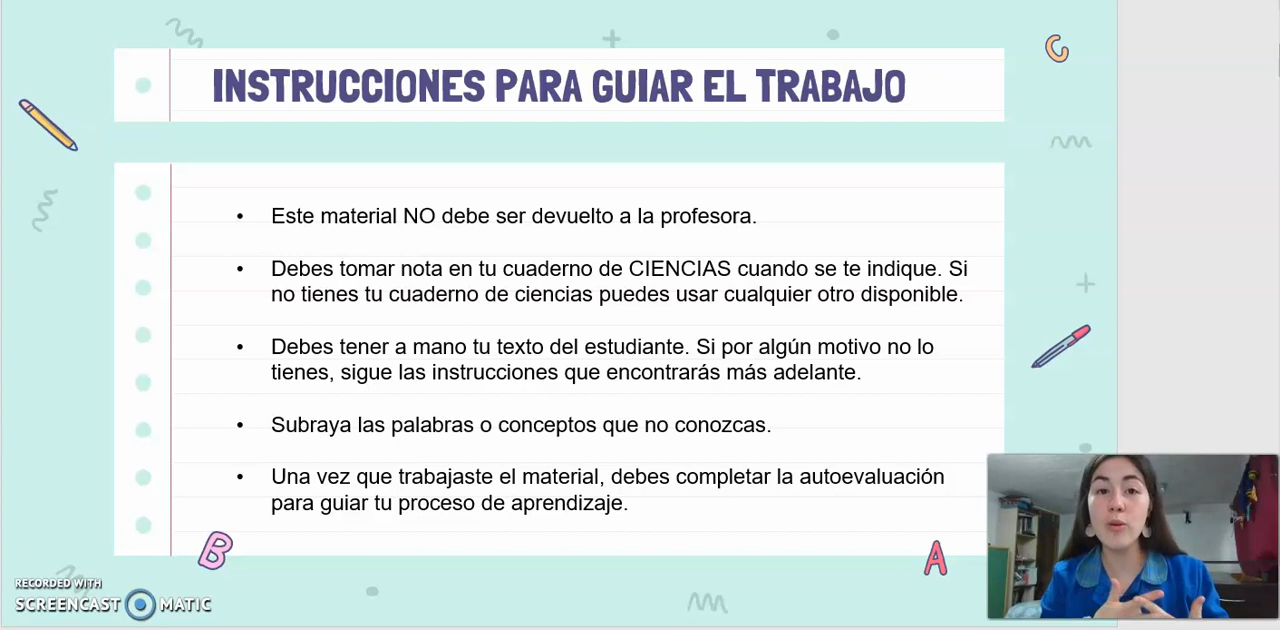 INSTRUCCIONES PARA GUIAR EL TRABAJO
• Este material NO debe ser devuelto a la profesora.
• Debes tomar nota en tu cuaderno de CIENCIAS cuando se te indique. Si
no tienes tu cuaderno de ciencias puedes usar cualquier otro disponible.
• Debes tener a mano tu texto del estudiante. Si por algún motivo no lo
tienes, sigue las instrucciones que encontrarás más adelante.
• Subraya las palabras o conceptos que no conozcas.
• Una vez que trabajaste el material, debes completar la autoevaluación
para guiar tu proceso de aprendizaje.
C
B
A
RECORDED WITH
SCREENCAST MATIC